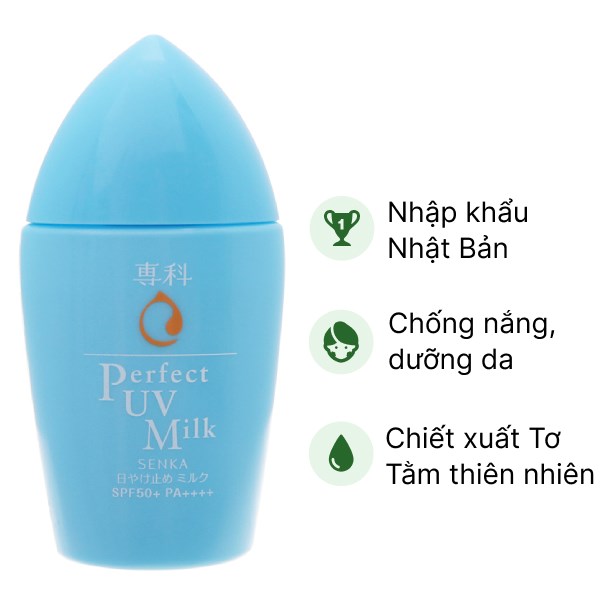 専科
Perfect
UV
Milk
SENKA
日やけ止め ミルク
SPF50+ PA++++
1
Nhập khẩu
Nhật Bản
Chống nắng,
dưỡng da
Chiết xuất Tơ
Tằm thiên nhiên